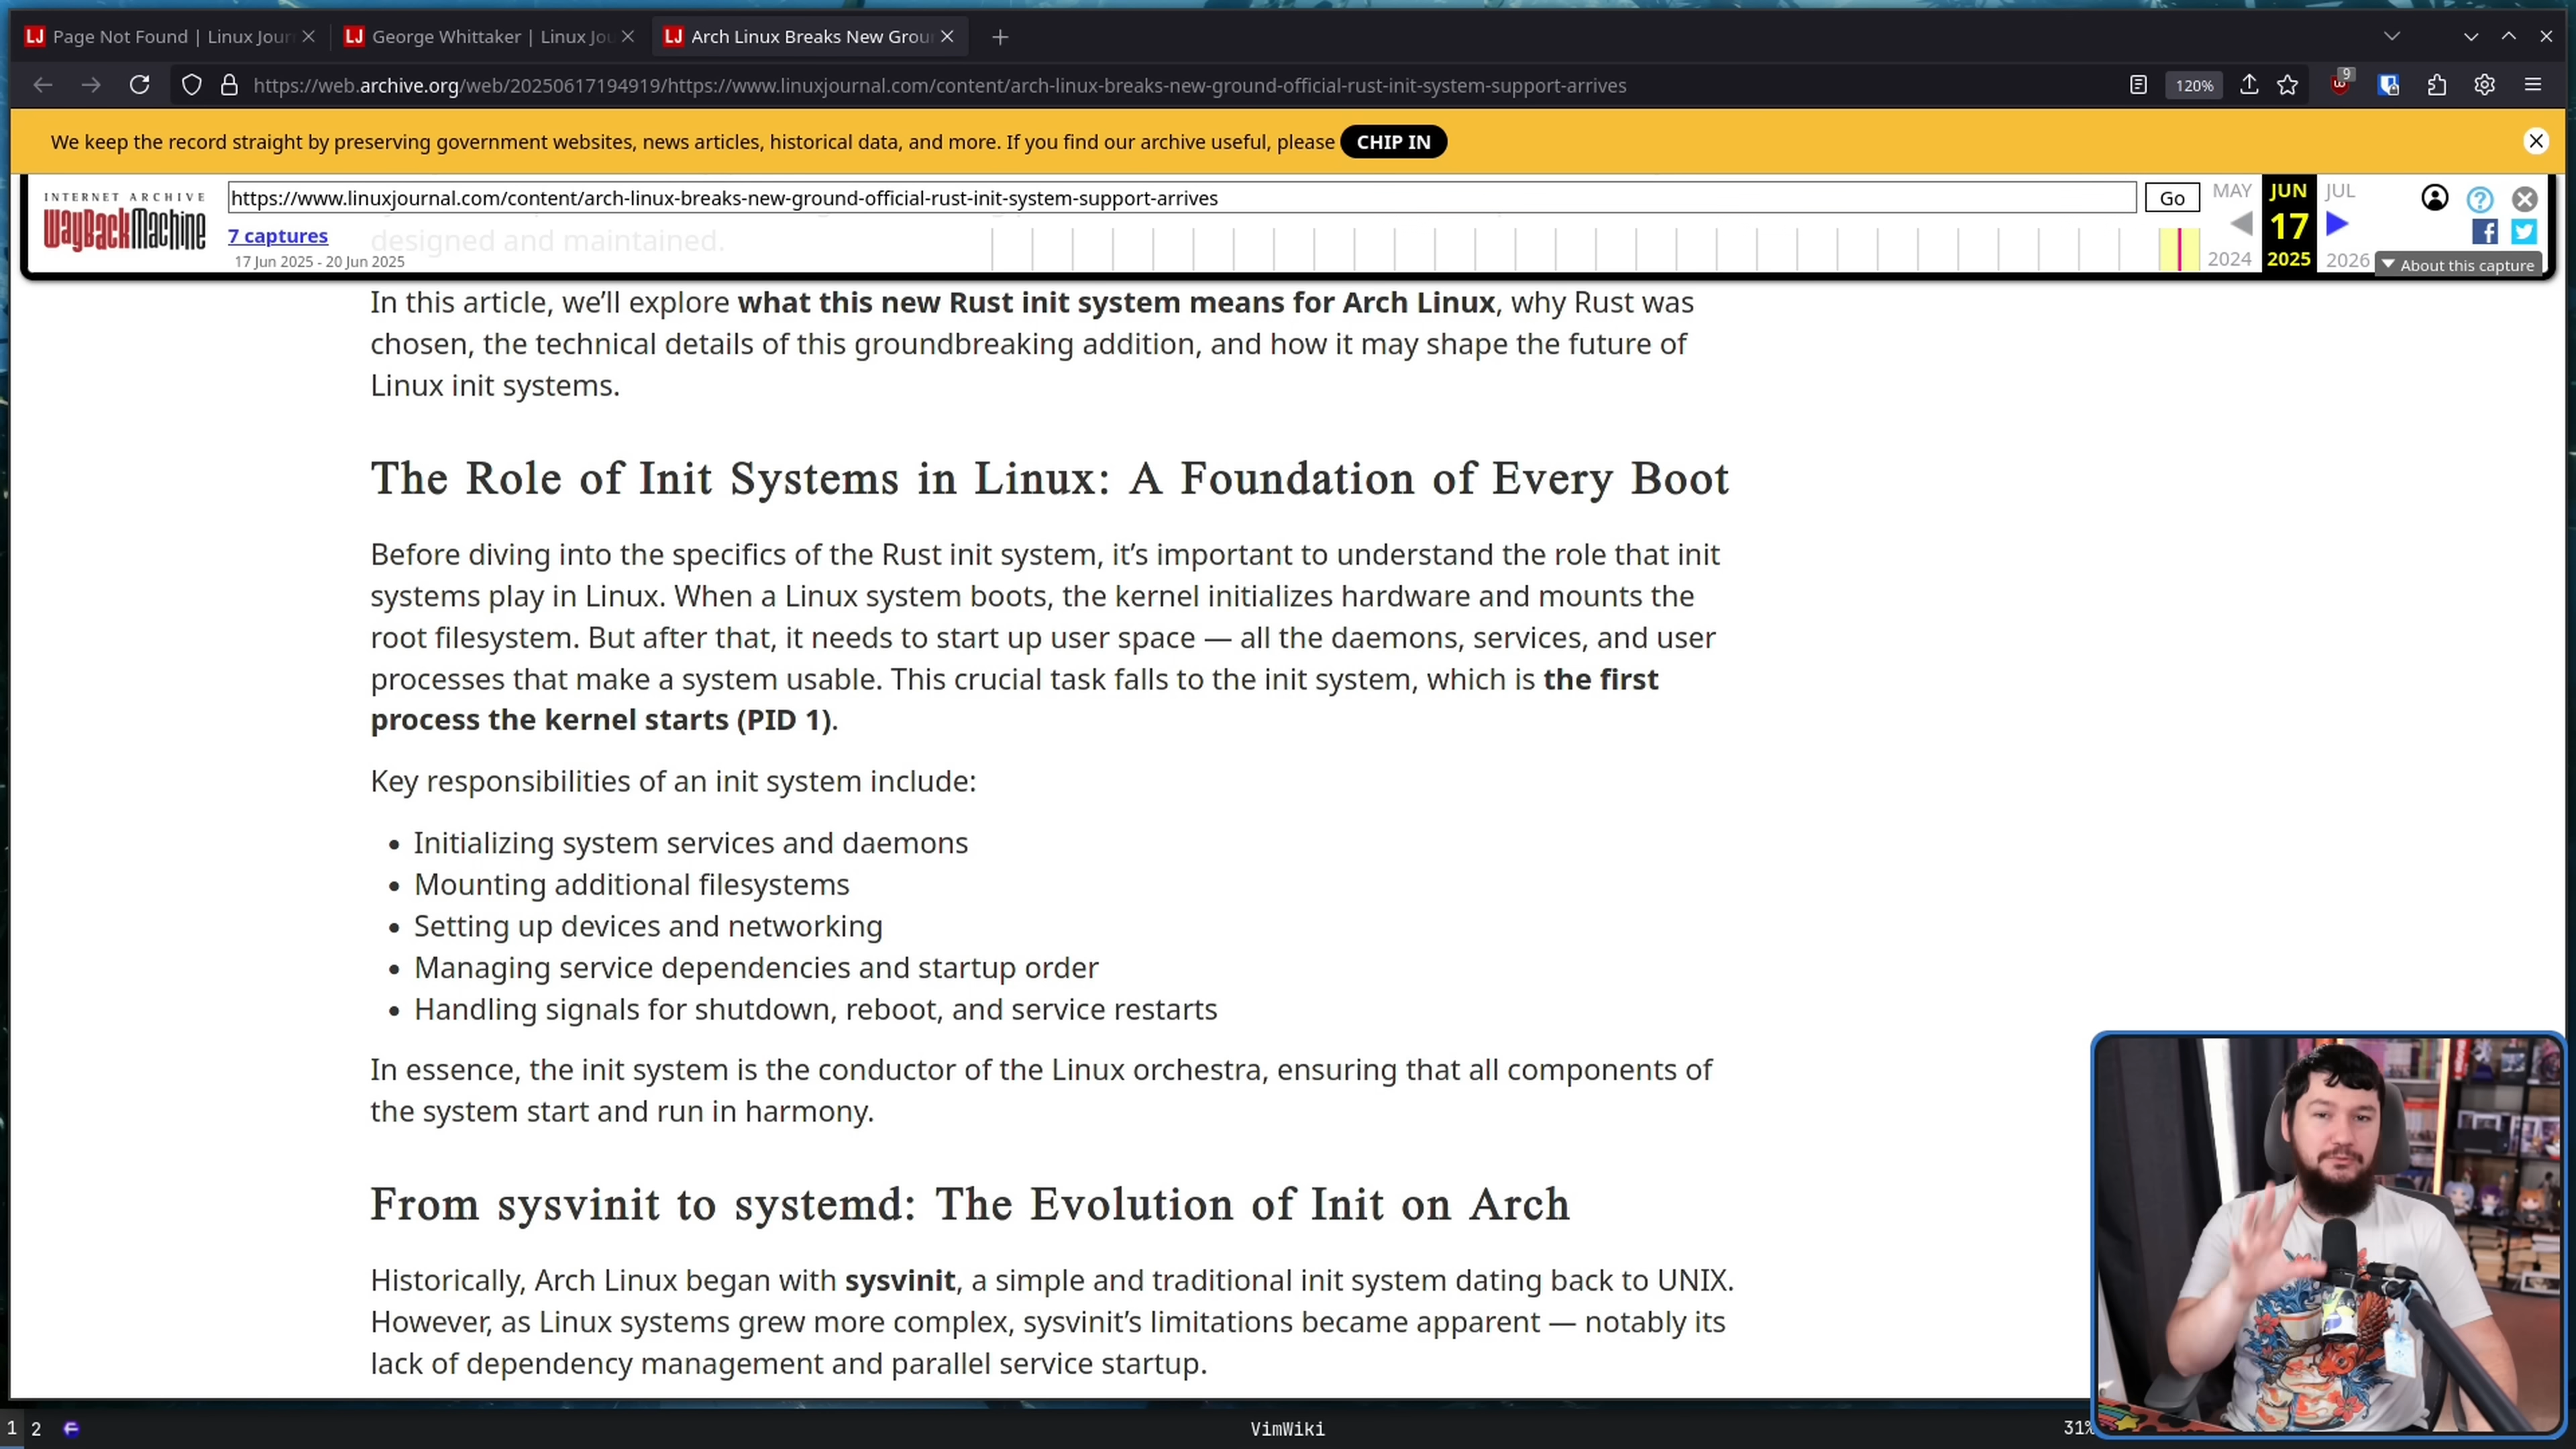 LJ Page Not Found | Linux Jour
LJ George Whittaker | Linux Jo
LJ Arch Linux Breaks New Grou
https://web.archive.org/web/20250617194919/https://www.linuxjournal.com/content/arch-linux-breaks-new-ground-official-rust-init-system-support-arrives
120%
9
We keep the record straight by preserving government websites, news articles, historical data, and more. If you find our archive useful, please CHIP IN
INTERNET ARCHIVE
WayBackMachine
https://www.linuxjournal.com/content/arch-linux-breaks-new-ground-official-rust-init-system-support-arrives
Go
MAY JUN JUL
17
2024 2025 2026
7 captures
17 Jun 2025 - 20 Jun 2025
About this capture
designed and maintained.
In this article, we’ll explore what this new Rust init system means for Arch Linux, why Rust was
chosen, the technical details of this groundbreaking addition, and how it may shape the future of
Linux init systems.
The Role of Init Systems in Linux: A Foundation of Every Boot
Before diving into the specifics of the Rust init system, it’s important to understand the role that init
systems play in Linux. When a Linux system boots, the kernel initializes hardware and mounts the
root filesystem. But after that, it needs to start up user space — all the daemons, services, and user
processes that make a system usable. This crucial task falls to the init system, which is the first
process the kernel starts (PID 1).
Key responsibilities of an init system include:
• Initializing system services and daemons
• Mounting additional filesystems
• Setting up devices and networking
• Managing service dependencies and startup order
• Handling signals for shutdown, reboot, and service restarts
In essence, the init system is the conductor of the Linux orchestra, ensuring that all components of
the system start and run in harmony.
From sysvinit to systemd: The Evolution of Init on Arch
Historically, Arch Linux began with sysvinit, a simple and traditional init system dating back to UNIX.
However, as Linux systems grew more complex, sysvinit’s limitations became apparent — notably its
lack of dependency management and parallel service startup.
1 2
VimWiki
31%